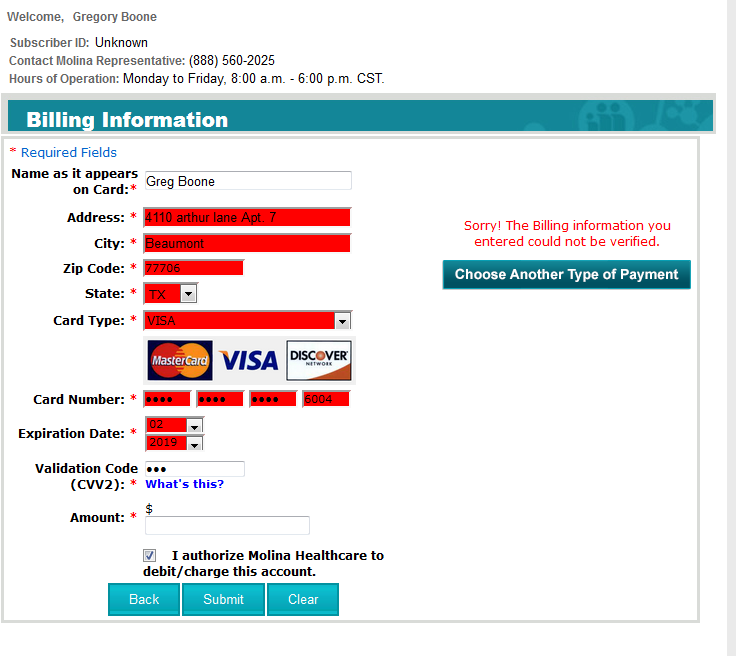 Welcome, Gregory Boone
Subscriber ID: Unknown
Contact Molina Representative: (888) 560-2025
Hours of Operation: Monday to Friday, 8:00 a.m. - 6:00 p.m. CST.
Billing Information
* Required Fields
Name as it appears
on Card:* Greg Boone
Address: * 4110 arthur lane Apt. 7
Sorry! The Billing information you
entered could not be verified.
City: * Beaumont
Zip Code: * 77706
Choose Another Type of Payment
State: * TX
Card Type: * VISA
MasterCard VISA DISCOVER
NETWORK
Card Number: * •••• •••• •••• 6004
Expiration Date: * 02
2019
Validation Code
(CVV2): * •••
What's this?
Amount: * $
I authorize Molina Healthcare to
debit/charge this account.
Back Submit Clear